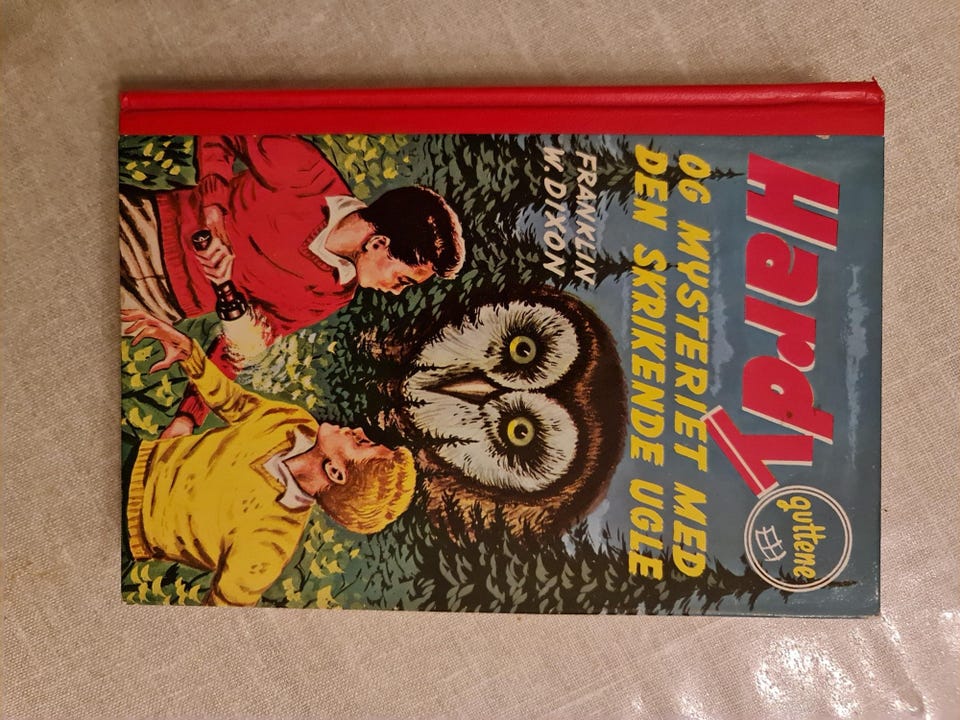 Hardy
guttene
OG MYSTERIET MED
DEN SKRIKENDE UGLE
FRANKLIN
W. DIXON